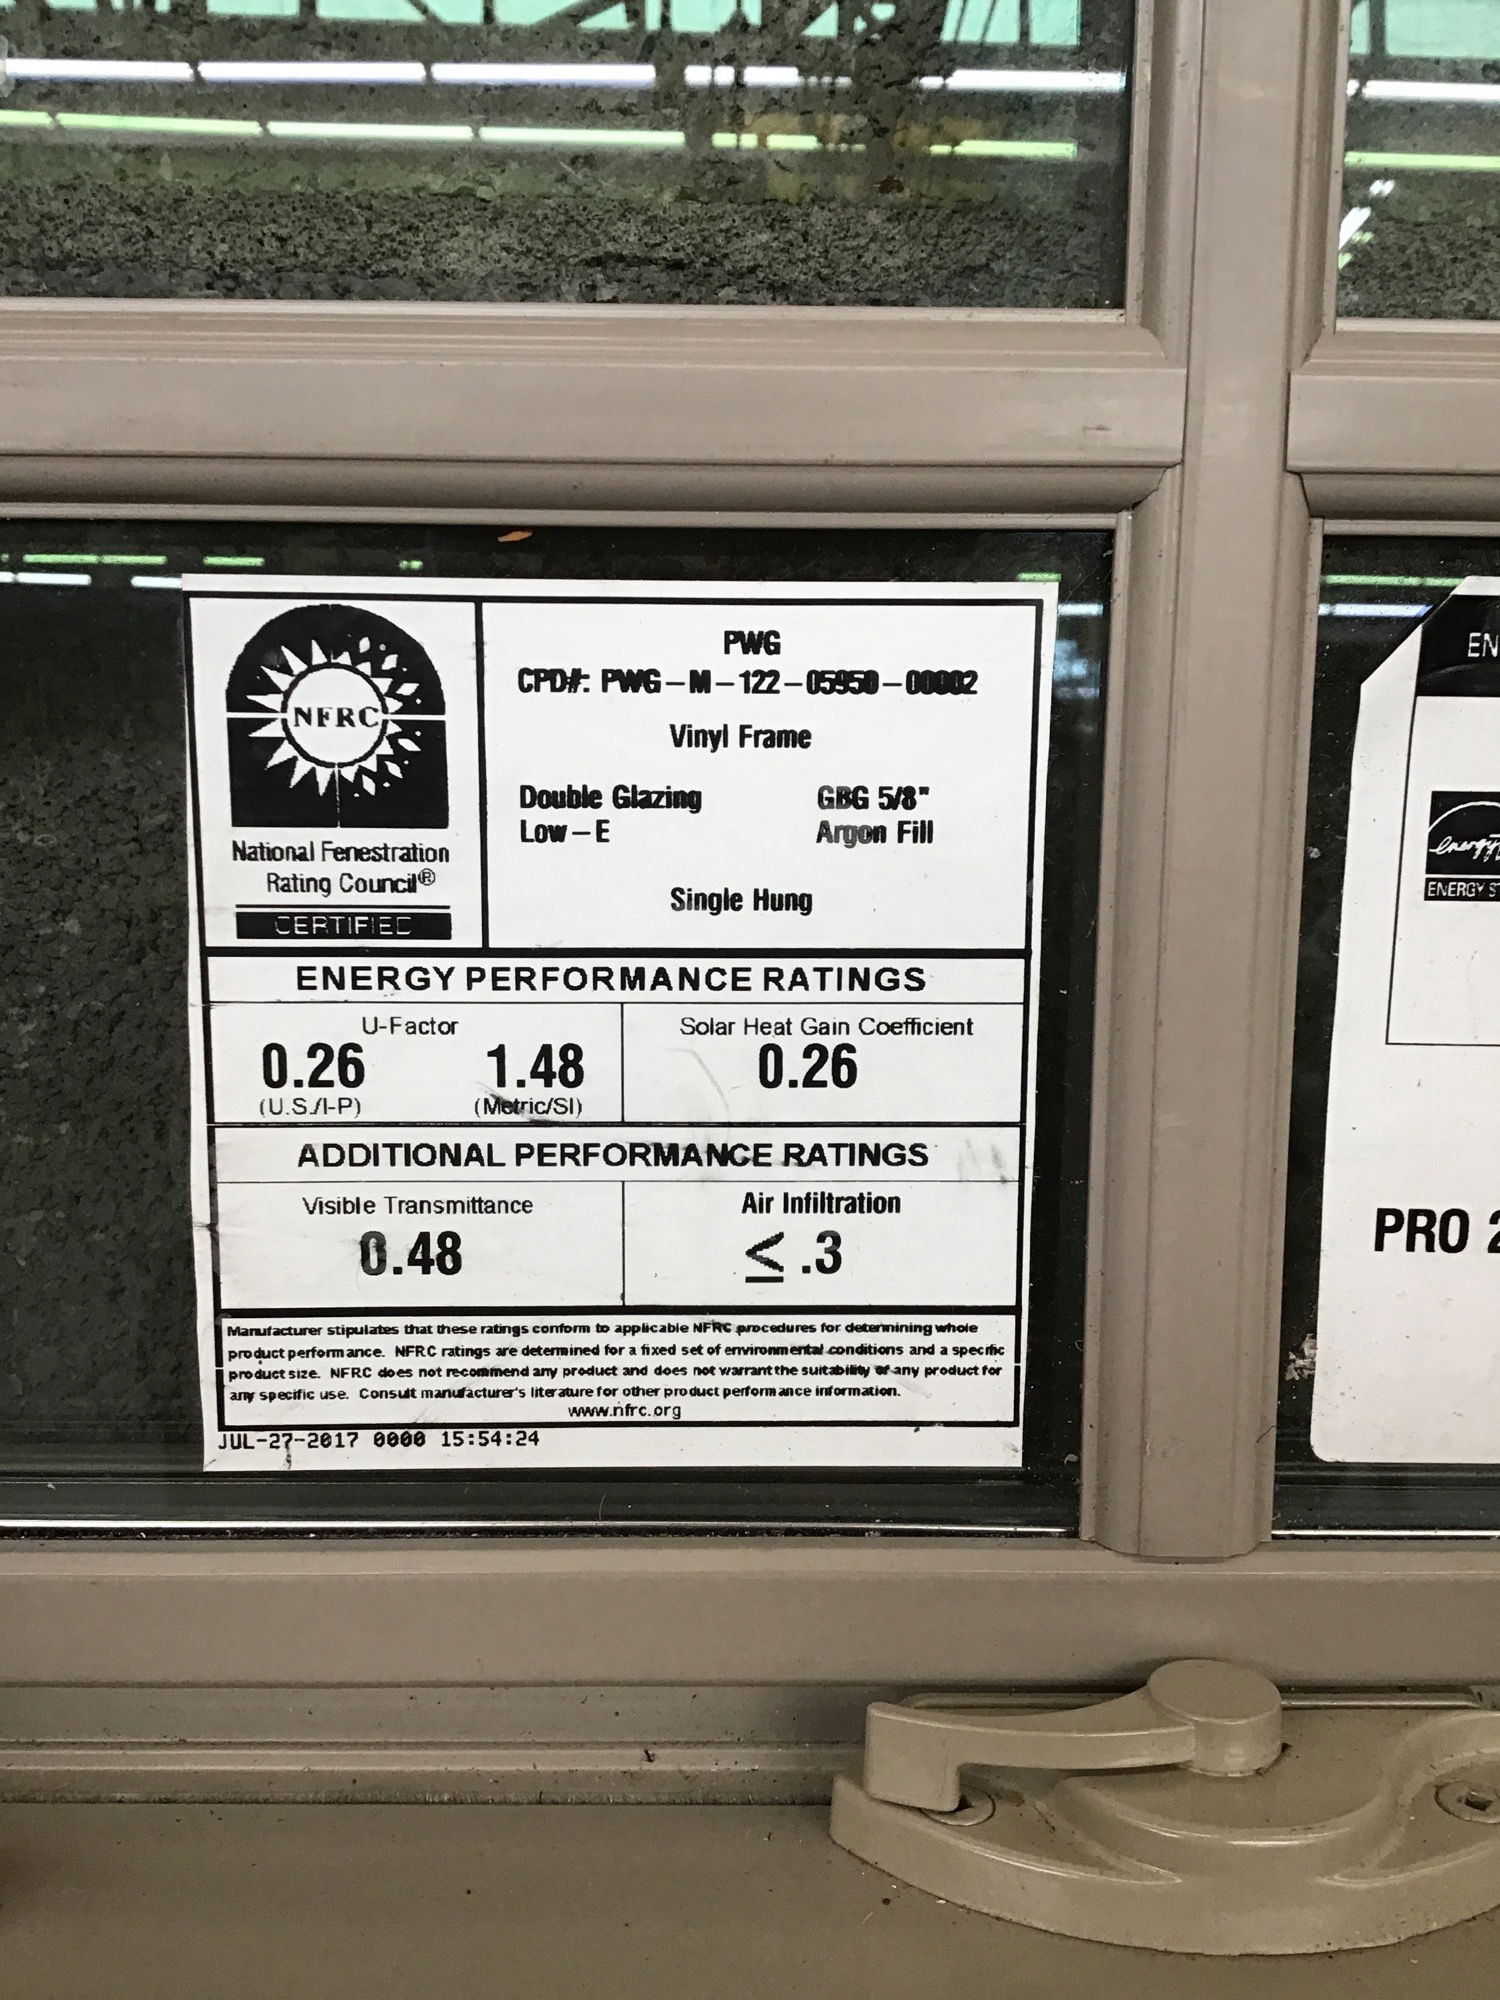 NFRC
National Fenestration
Rating Council®
CERTIFIED
PWG
CPD#: PWG-M-122-05950-00002
Vinyl Frame
Double Glazing GBG 5/8"
Low-E Argon Fill
Single Hung
ENERGY PERFORMANCE RATINGS
U-Factor
0.26 1.48
(U.S./I-P) (Metric/SI)
Solar Heat Gain Coefficient
0.26
ADDITIONAL PERFORMANCE RATINGS
Visible Transmittance
0.48
Air Infiltration
≤ .3
Manufacturer stipulates that these ratings conform to applicable NFRC procedures for determining whole
product performance. NFRC ratings are determined for a fixed set of environmental conditions and a specific
product size. NFRC does not recommend any product and does not warrant the suitability of any product for
any specific use. Consult manufacturer's literature for other product performance information.
www.nfrc.org
JUL-27-2017 0000 15:54:24
EN
energy
ENERGY ST
PRO 2